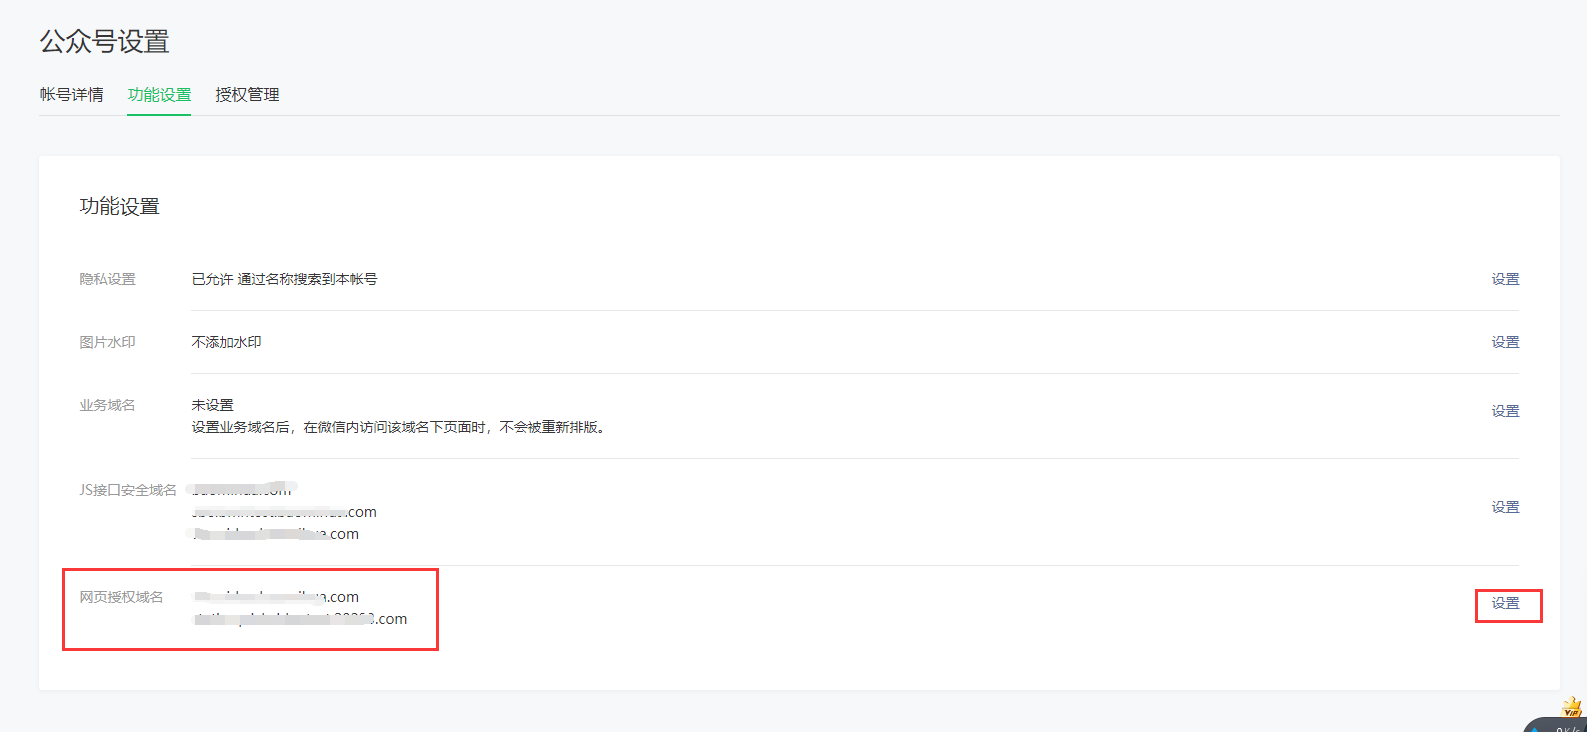 公众号设置
帐号详情 功能设置 授权管理
功能设置
隐私设置 已允许 通过名称搜索到本帐号 设置
图片水印 不添加水印 设置
业务域名 未设置 设置
设置业务域名后，在微信内访问该域名下页面时，不会被重新排版。
JS接口安全域名
.com 设置
.com
网页授权域名 .com 设置
.com
VIP